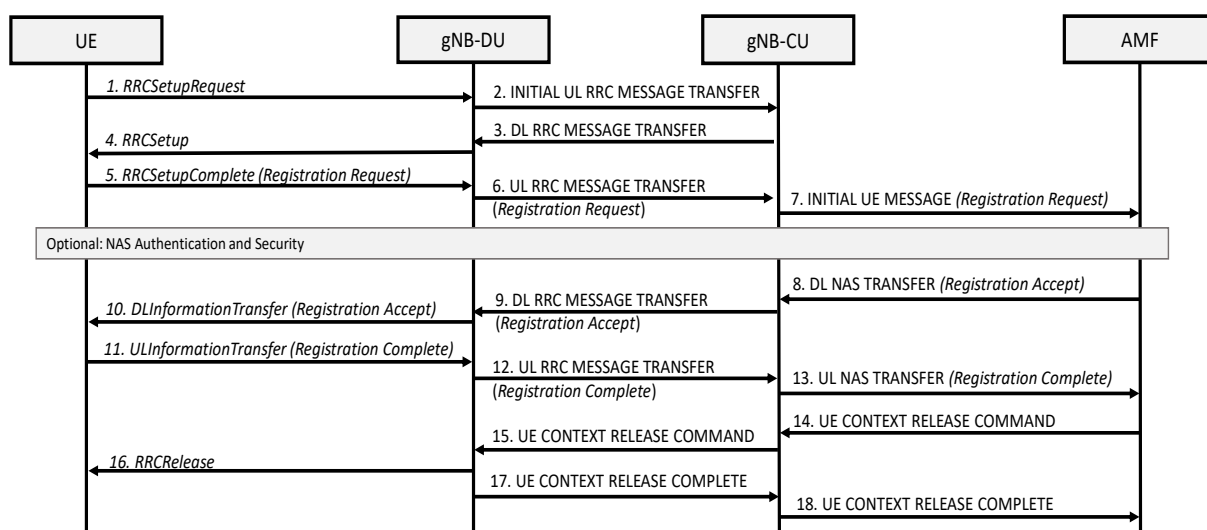 UE
gNB-DU
gNB-CU
AMF
1. RRCSetupRequest
2. INITIAL UL RRC MESSAGE TRANSFER
3. DL RRC MESSAGE TRANSFER
4. RRCSetup
5. RRCSetupComplete (Registration Request)
6. UL RRC MESSAGE TRANSFER
(Registration Request)
7. INITIAL UE MESSAGE (Registration Request)
Optional: NAS Authentication and Security
8. DL NAS TRANSFER (Registration Accept)
9. DL RRC MESSAGE TRANSFER
(Registration Accept)
10. DLInformationTransfer (Registration Accept)
11. ULInformationTransfer (Registration Complete)
12. UL RRC MESSAGE TRANSFER
(Registration Complete)
13. UL NAS TRANSFER (Registration Complete)
14. UE CONTEXT RELEASE COMMAND
15. UE CONTEXT RELEASE COMMAND
16. RRCRelease
17. UE CONTEXT RELEASE COMPLETE
18. UE CONTEXT RELEASE COMPLETE